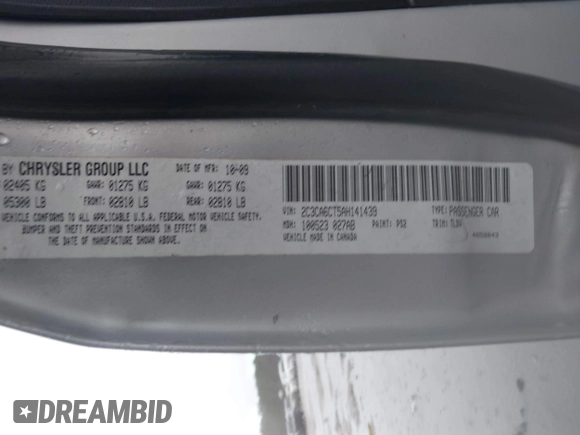 BY CHRYSLER GROUP LLC DATE OF MFR: 10-09
02405 KG GAWR: 01275 KG GAWR: 01275 KG
05300 LB FRONT: 02810 LB REAR: 02810 LB
VEHICLE CONFORMS TO ALL APPLICABLE U.S.A. FEDERAL MOTOR VEHICLE SAFETY,
BUMPER AND THEFT PREVENTION STANDARDS IN EFFECT ON
THE DATE OF MANUFACTURE SHOWN ABOVE.
VIN: 2C3CA6CT5AH141439 TYPE: PASSENGER CAR
MDH: 100523 027AB PAINT: PS2 TRIM: TLDV
VEHICLE MADE IN CANADA
DREAMBID